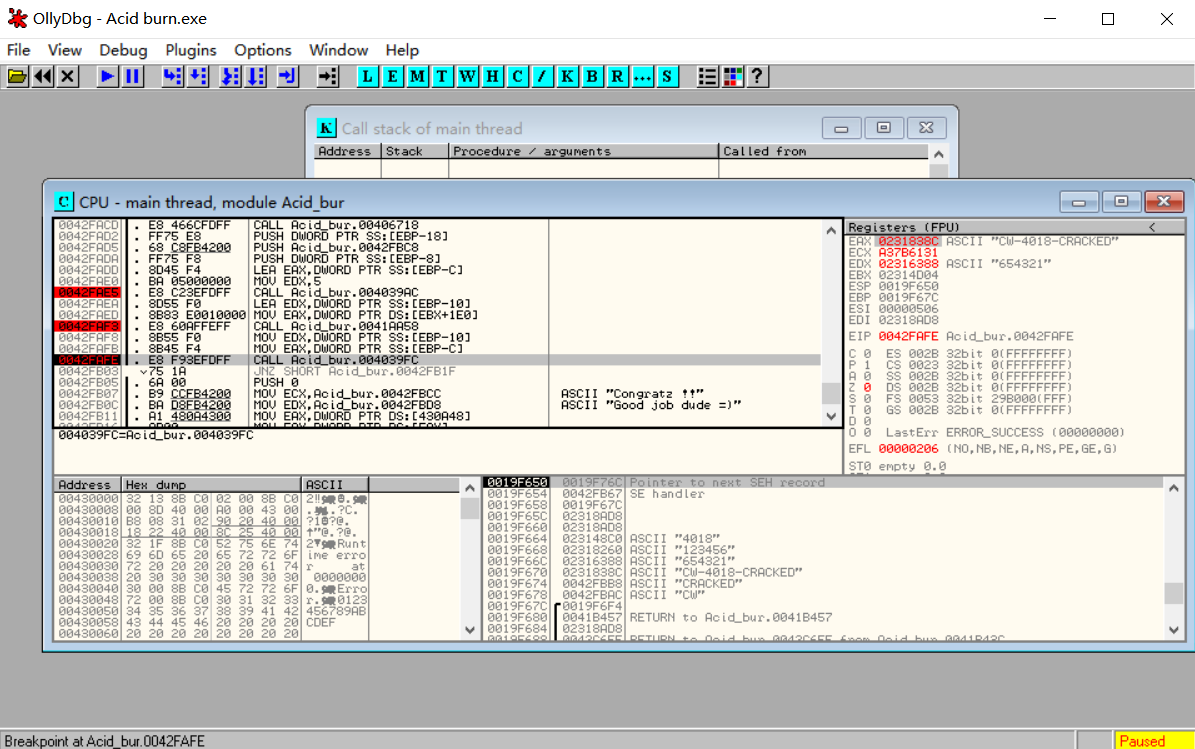 OllyDbg - Acid burn.exe
File View Debug Plugins Options Window Help
L E M T W H C / K B R ... S ?
K Call stack of main thread
Address Stack Procedure / arguments Called from
C CPU - main thread, module Acid_bur
0042FACD . E8 466CFDFF CALL Acid_bur.00406718
0042FAD2 . FF75 E8 PUSH DWORD PTR SS:[EBP-18]
0042FAD5 . 68 C8FB4200 PUSH Acid_bur.0042FBC8
0042FADA . FF75 F8 PUSH DWORD PTR SS:[EBP-8]
0042FADD . 8D45 F4 LEA EAX,DWORD PTR SS:[EBP-C]
0042FAE0 . BA 05000000 MOV EDX,5
0042FAE5 . E8 C23EFDFF CALL Acid_bur.004039AC
0042FAEA . 8D55 F0 LEA EDX,DWORD PTR SS:[EBP-10]
0042FAED . 8B83 E0010000 MOV EAX,DWORD PTR DS:[EBX+1E0]
0042FAF3 . E8 60AFFEFF CALL Acid_bur.0041AA58
0042FAF8 . 8B55 F0 MOV EDX,DWORD PTR SS:[EBP-10]
0042FAFB . 8B45 F4 MOV EAX,DWORD PTR SS:[EBP-C]
0042FAFE . E8 F93EFDFF CALL Acid_bur.004039FC
0042FB03 75 1A JNZ SHORT Acid_bur.0042FB1F
0042FB05 . 6A 00 PUSH 0
0042FB07 . B9 CCFB4200 MOV ECX,Acid_bur.0042FBCC ASCII "Congratz !!"
0042FB0C . BA D8FB4200 MOV EDX,Acid_bur.0042FBD8 ASCII "Good job dude =)"
0042FB11 . A1 480A4300 MOV EAX,DWORD PTR DS:[430A48]
004039FC=Acid_bur.004039FC
Registers (FPU) <
EAX 0231838C ASCII "CW-4018-CRACKED"
ECX A37B6131
EDX 02316388 ASCII "654321"
EBX 02314D04
ESP 0019F650
EBP 0019F67C
ESI 00000506
EDI 02318AD8
EIP 0042FAFE Acid_bur.0042FAFE
C 0 ES 002B 32bit 0(FFFFFFFF)
P 1 CS 0023 32bit 0(FFFFFFFF)
A 0 SS 002B 32bit 0(FFFFFFFF)
Z 0 DS 002B 32bit 0(FFFFFFFF)
S 0 FS 0053 32bit 29B000(FFF)
T 0 GS 002B 32bit 0(FFFFFFFF)
D 0
O 0 LastErr ERROR_SUCCESS (00000000)
EFL 00000206 (NO,NB,NE,A,NS,PE,GE,G)
ST0 empty 0.0
Address Hex dump ASCII
00430000 32 13 8B C0 02 00 8B C0
00430008 00 8D 40 00 A0 00 43 00
00430010 B8 08 31 02 90 20 40 00
00430018 18 22 40 00 8C 25 40 00
00430020 32 1F 8B C0 52 75 6E 74
00430028 69 6D 65 20 65 72 72 6F ime erro
00430030 72 20 20 20 20 20 61 74 r at
00430038 20 30 30 30 30 30 30 30 0000000
00430040 30 00 8B C0 45 72 72 6F
00430048 72 00 8B C0 30 31 32 33
00430050 34 35 36 37 38 39 41 42 456789AB
00430058 43 44 45 46 20 20 20 20 CDEF
00430060 20 20 20 20 20 20 20 20
0019F650 0019F76C Pointer to next SEH record
0019F654 0042FB67 SE handler
0019F658 0019F67C
0019F65C 02318AD8
0019F660 02318AD8
0019F664 023148C0 ASCII "4018"
0019F668 02318260 ASCII "123456"
0019F66C 02316388 ASCII "654321"
0019F670 0231838C ASCII "CW-4018-CRACKED"
0019F674 0042FBB8 ASCII "CRACKED"
0019F678 0042FBAC ASCII "CW"
0019F67C 0019F6F4
0019F680 0041B457 RETURN to Acid_bur.0041B457
0019F684 02318AD8
Breakpoint at Acid_bur.0042FAFE
Paused